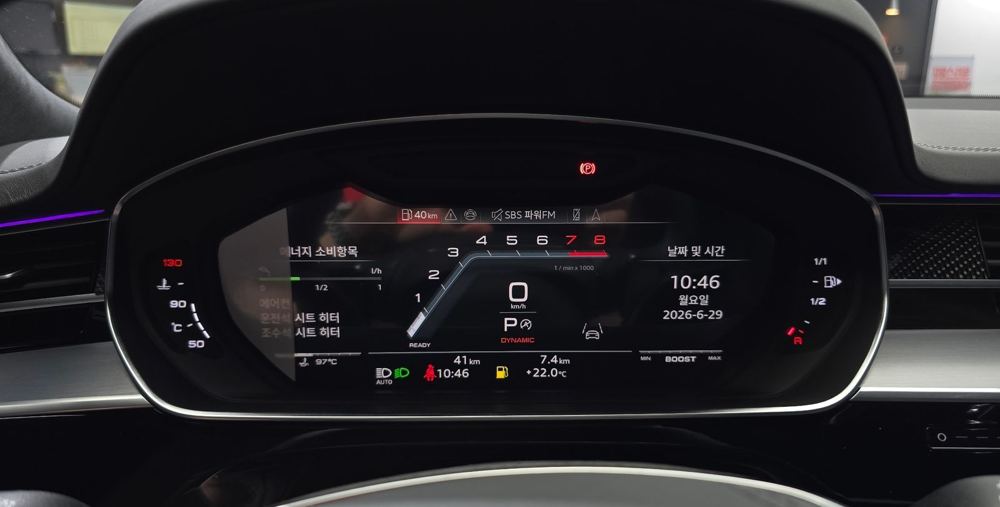 40 km SBS 파워FM
에너지 소비항목
l/h
0 1/2 1
에어컨
운전석 시트 히터
조수석 시트 히터
97°C
130
90
°C
50
1 2 3 4 5 6 7 8
1 / min x 1000
0
km/h
P
DYNAMIC
READY
날짜 및 시간
10:46
월요일
2026-6-29
MIN BOOST MAX
1/1
1/2
R
41 km 7.4 km
AUTO 10:46 +22.0 °C